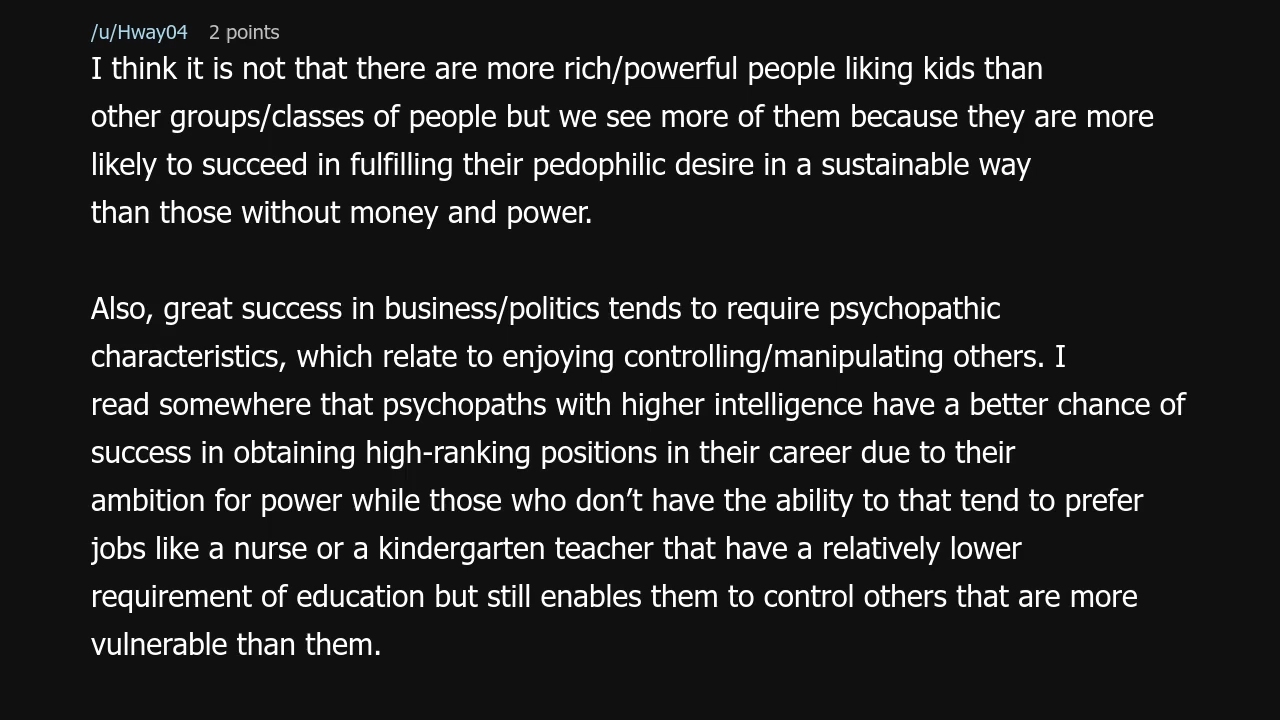 /u/Hway04 2 points
I think it is not that there are more rich/powerful people liking kids than
other groups/classes of people but we see more of them because they are more
likely to succeed in fulfilling their pedophilic desire in a sustainable way
than those without money and power.
Also, great success in business/politics tends to require psychopathic
characteristics, which relate to enjoying controlling/manipulating others. I
read somewhere that psychopaths with higher intelligence have a better chance of
success in obtaining high-ranking positions in their career due to their
ambition for power while those who don’t have the ability to that tend to prefer
jobs like a nurse or a kindergarten teacher that have a relatively lower
requirement of education but still enables them to control others that are more
vulnerable than them.